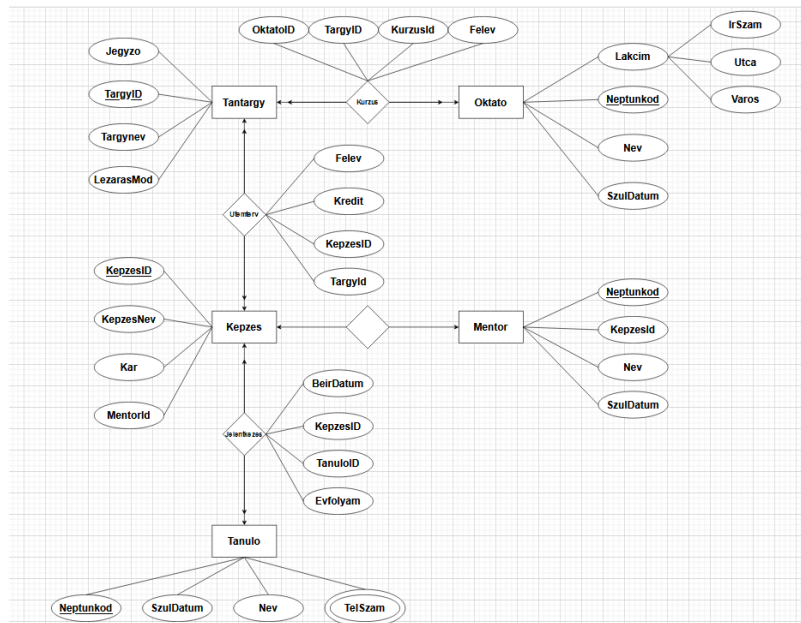 OktatoID
TargyID
KurzusId
Felev
IrSzam
Jegyzo
Lakcim
Utca
TargyID
Tantargy
Kurzus
Oktato
Neptunkod
Varos
Targynev
Nev
LezarasMod
Felev
SzulDatum
Kredit
Utemterv
KepzesID
TargyId
KepzesID
Neptunkod
KepzesNev
Kepzes
Mentor
KepzesId
Kar
Nev
BeirDatum
MentorId
SzulDatum
KepzesID
Jelentkezes
TanuloID
Evfolyam
Tanulo
Neptunkod
SzulDatum
Nev
TelSzam